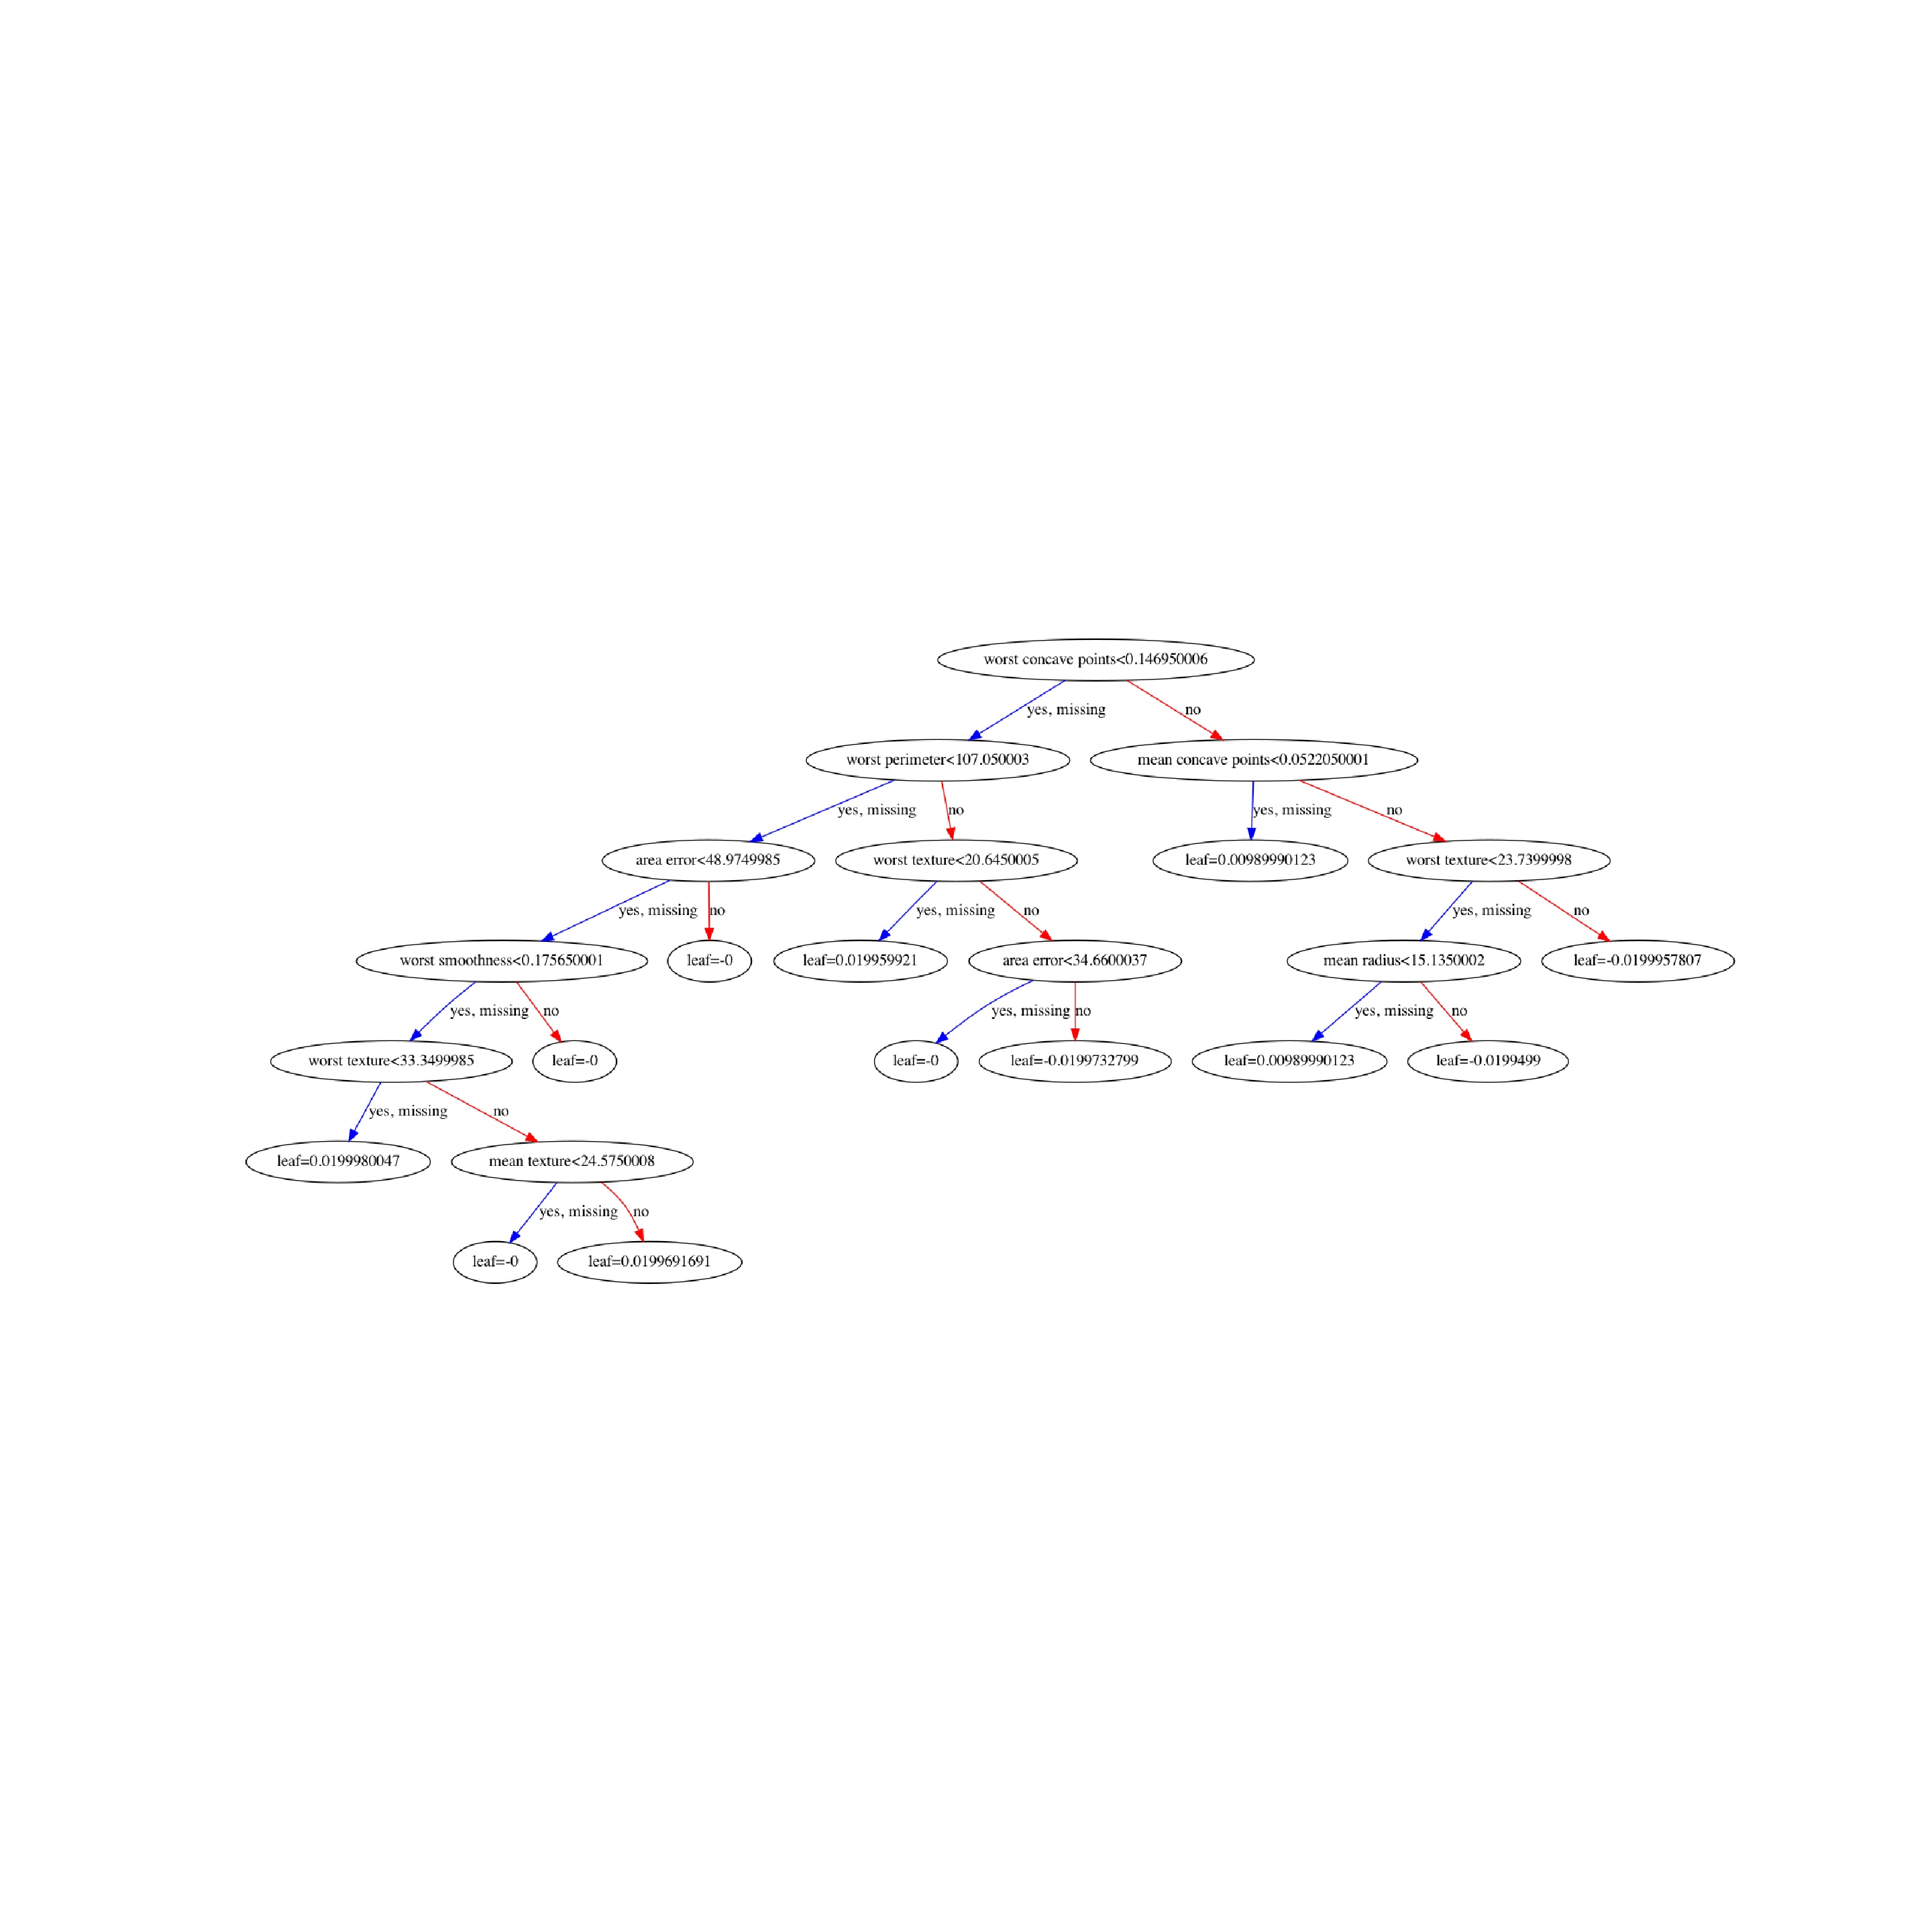 worst concave points<0.146950006
yes, missing
no
worst perimeter<107.050003
mean concave points<0.0522050001
yes, missing
no
yes, missing
no
area error<48.9749985
worst texture<20.6450005
leaf=0.00989990123
worst texture<23.7399998
yes, missing
no
yes, missing
no
yes, missing
no
worst smoothness<0.175650001
leaf=-0
leaf=0.019959921
area error<34.6600037
mean radius<15.1350002
leaf=-0.0199957807
yes, missing
no
yes, missing
no
yes, missing
no
worst texture<33.3499985
leaf=-0
leaf=-0
leaf=-0.0199732799
leaf=0.00989990123
leaf=-0.0199499
yes, missing
no
leaf=0.0199980047
mean texture<24.5750008
yes, missing
no
leaf=-0
leaf=0.0199691691